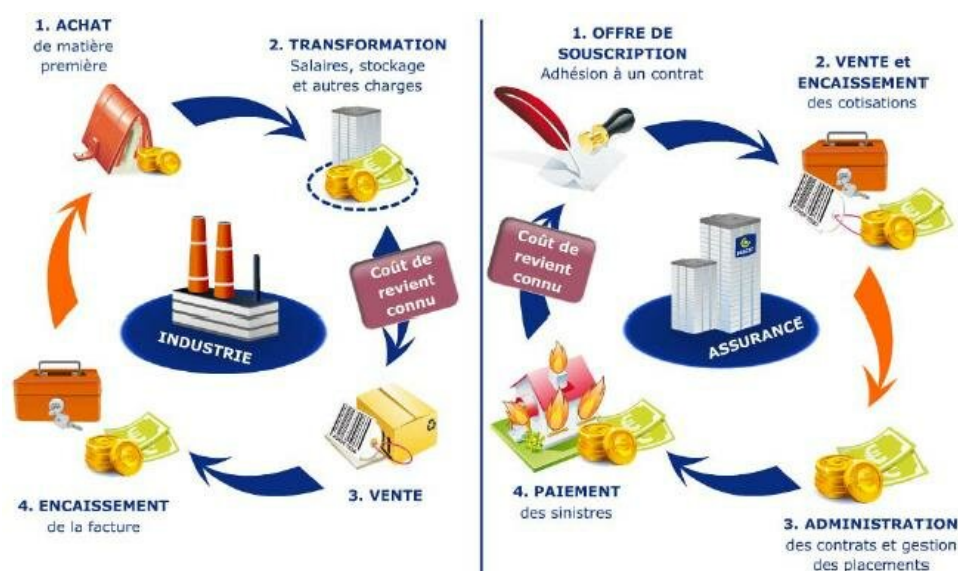 1. ACHAT
de matière
première
2. TRANSFORMATION
Salaires, stockage
et autres charges
Coût de
revient
connu
INDUSTRIE
3. VENTE
4. ENCAISSEMENT
de la facture
1. OFFRE DE
SOUSCRIPTION
Adhésion à un contrat
2. VENTE et
ENCAISSEMENT
des cotisations
Coût de
revient
connu
ASSURANCE
4. PAIEMENT
des sinistres
3. ADMINISTRATION
des contrats et gestion
des placements